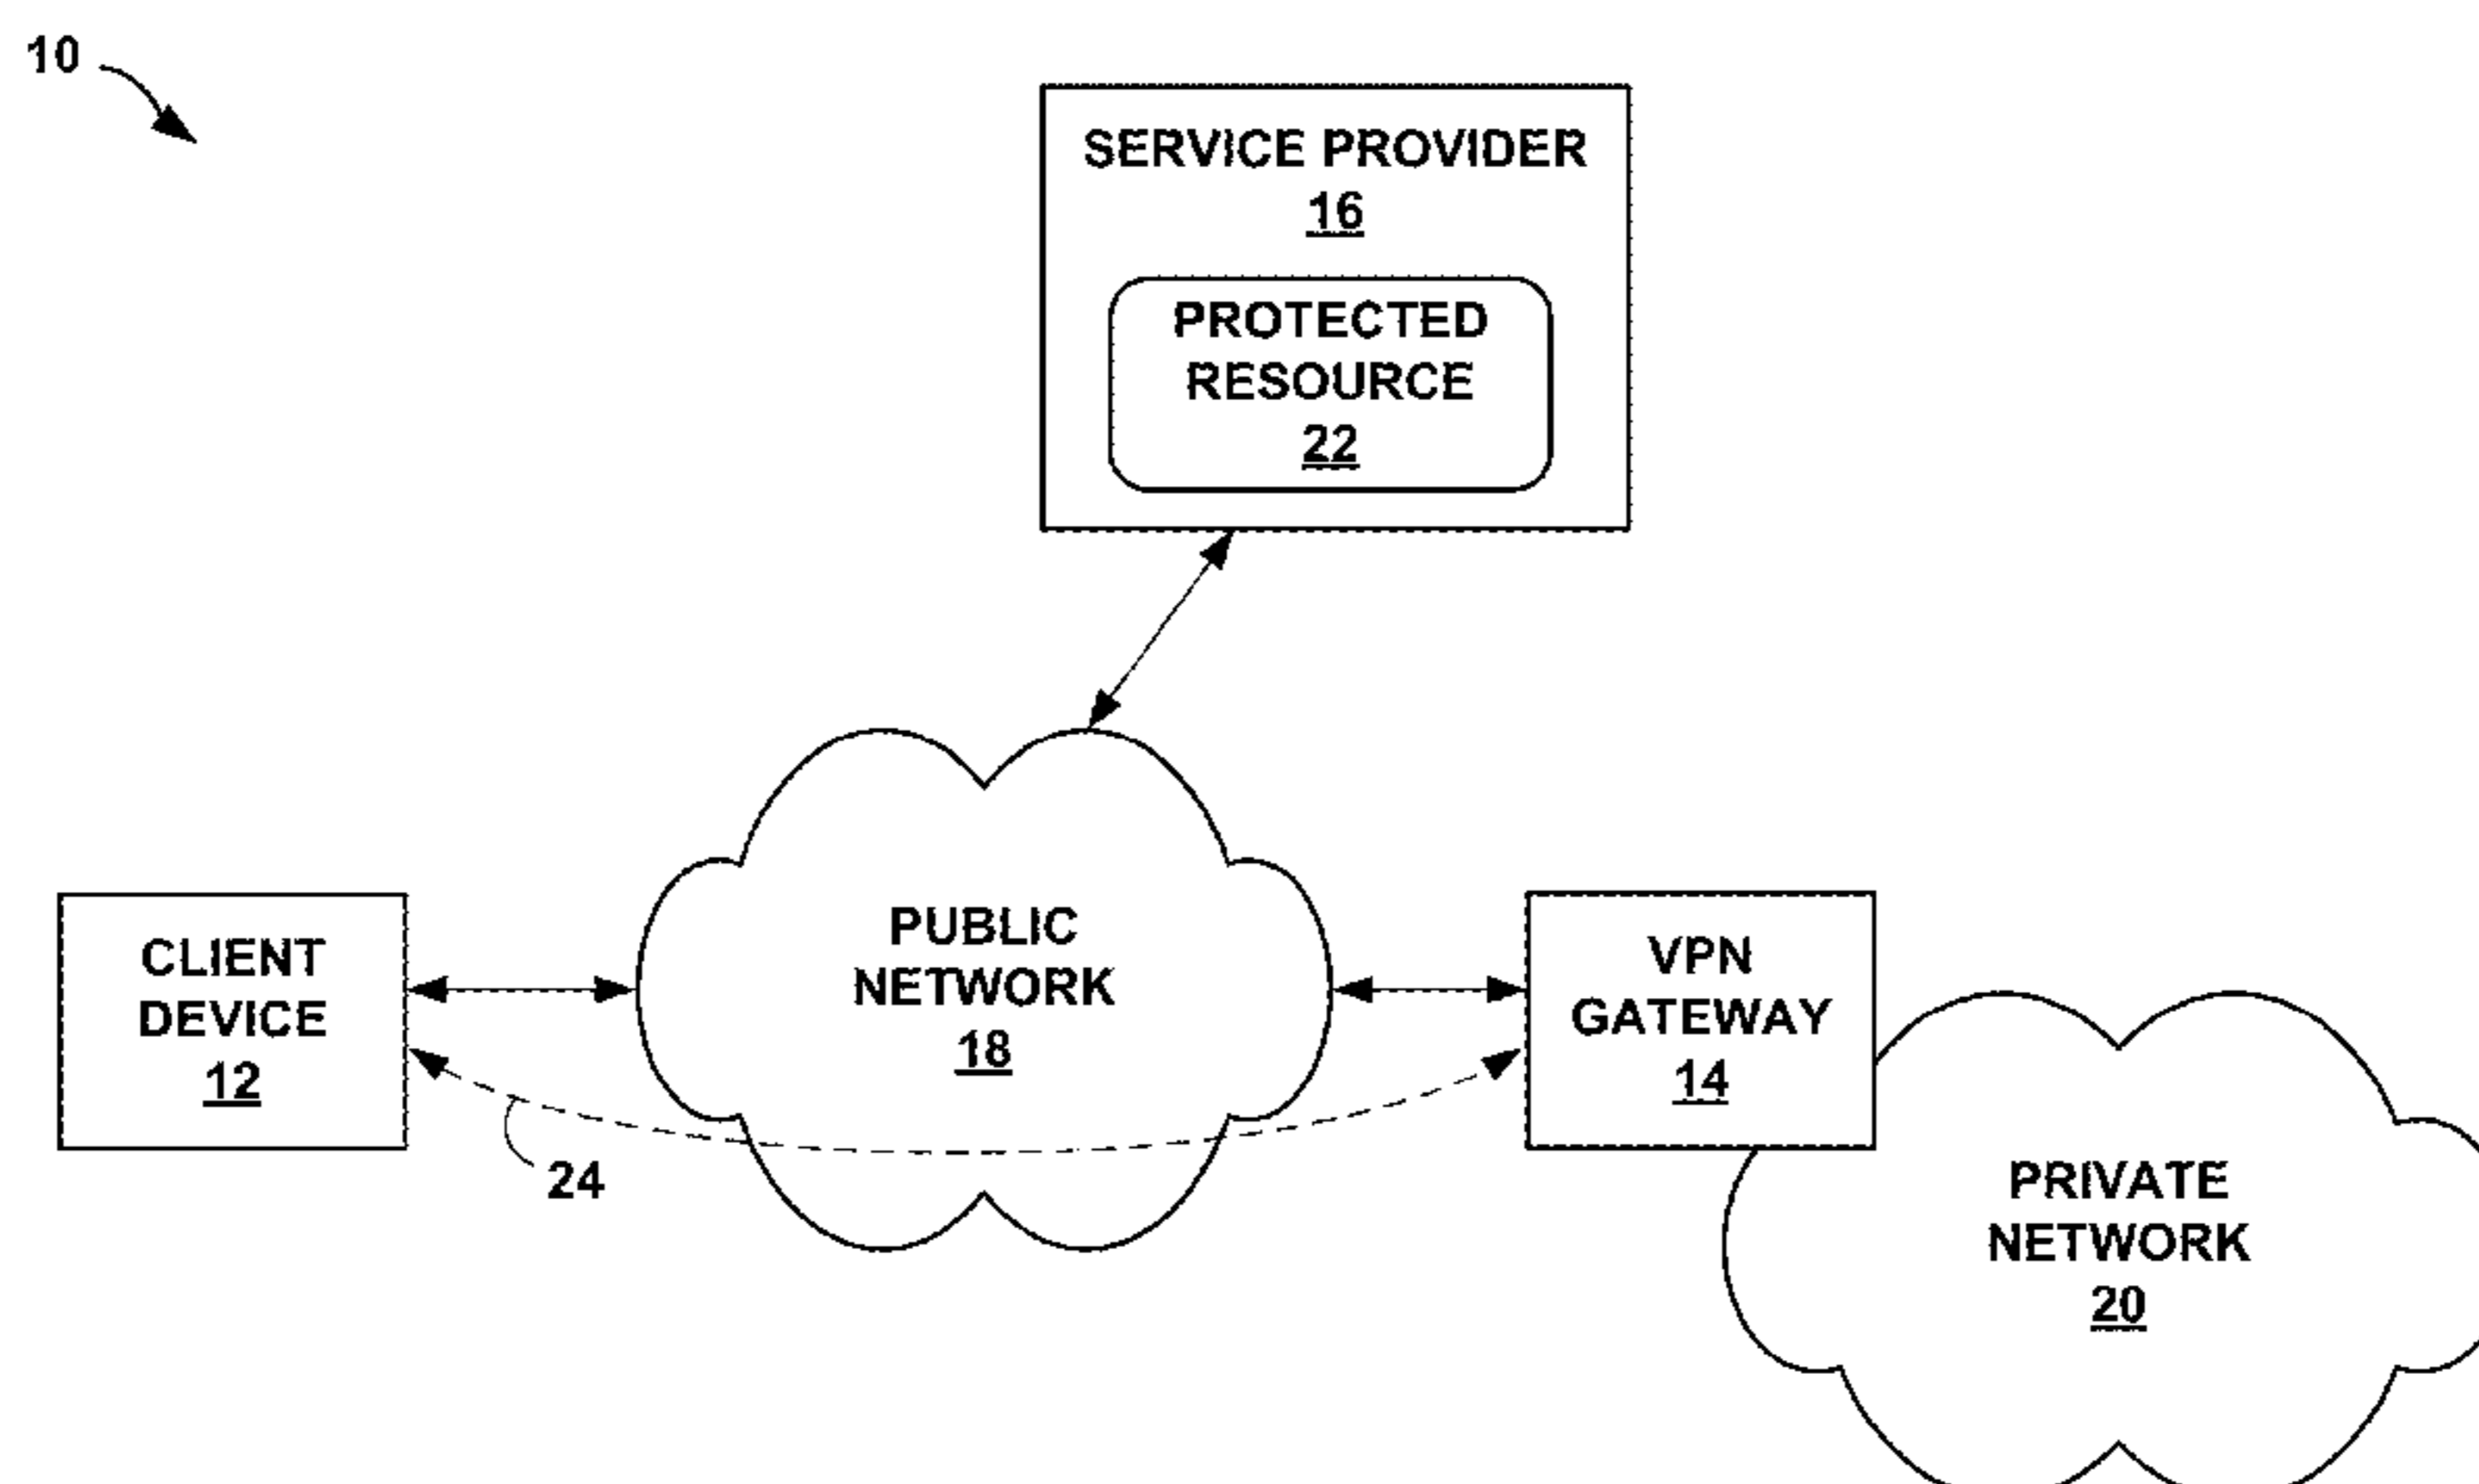 10
SERVICE PROVIDER
16
PROTECTED
RESOURCE
22
PUBLIC
NETWORK
18
CLIENT
DEVICE
12
VPN
GATEWAY
14
24
PRIVATE
NETWORK
20